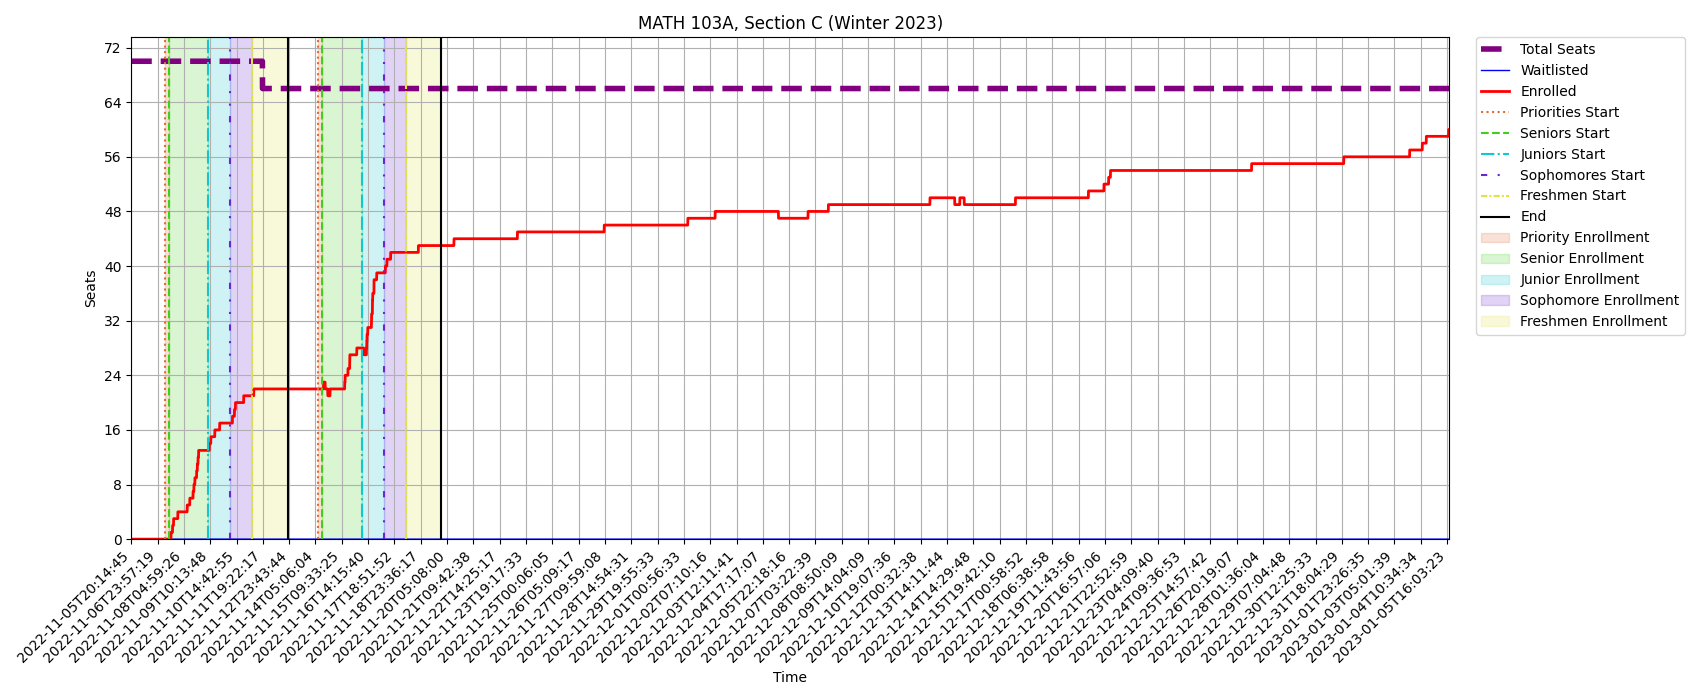 MATH 103A, Section C (Winter 2023)
Seats
72
64
56
48
40
32
24
16
8
0
2022-11-05T20:14:45
2022-11-06T23:57:19
2022-11-08T04:59:26
2022-11-09T10:13:48
2022-11-10T14:42:55
2022-11-11T19:22:17
2022-11-12T23:43:44
2022-11-14T05:06:04
2022-11-15T09:33:25
2022-11-16T14:15:40
2022-11-17T18:51:52
2022-11-18T23:36:17
2022-11-20T05:08:00
2022-11-21T09:42:38
2022-11-22T14:25:17
2022-11-23T19:17:33
2022-11-25T00:06:05
2022-11-26T05:09:17
2022-11-27T09:59:08
2022-11-28T14:54:31
2022-11-29T19:55:33
2022-12-01T00:56:33
2022-12-02T07:10:16
2022-12-03T12:11:41
2022-12-04T17:17:07
2022-12-05T22:18:16
2022-12-07T03:22:39
2022-12-08T08:50:09
2022-12-09T14:04:09
2022-12-10T19:07:36
2022-12-12T00:32:38
2022-12-13T14:11:44
2022-12-14T14:29:48
2022-12-15T19:42:10
2022-12-17T00:58:52
2022-12-18T06:38:58
2022-12-19T11:43:56
2022-12-20T16:57:06
2022-12-21T22:52:59
2022-12-23T04:09:40
2022-12-24T09:36:53
2022-12-25T14:57:42
2022-12-26T20:19:07
2022-12-28T01:36:04
2022-12-29T07:04:48
2022-12-30T12:25:33
2022-12-31T18:04:29
2023-01-01T23:26:35
2023-01-03T05:01:39
2023-01-04T10:34:34
2023-01-05T16:03:23
Time
Total Seats
Waitlisted
Enrolled
Priorities Start
Seniors Start
Juniors Start
Sophomores Start
Freshmen Start
End
Priority Enrollment
Senior Enrollment
Junior Enrollment
Sophomore Enrollment
Freshmen Enrollment